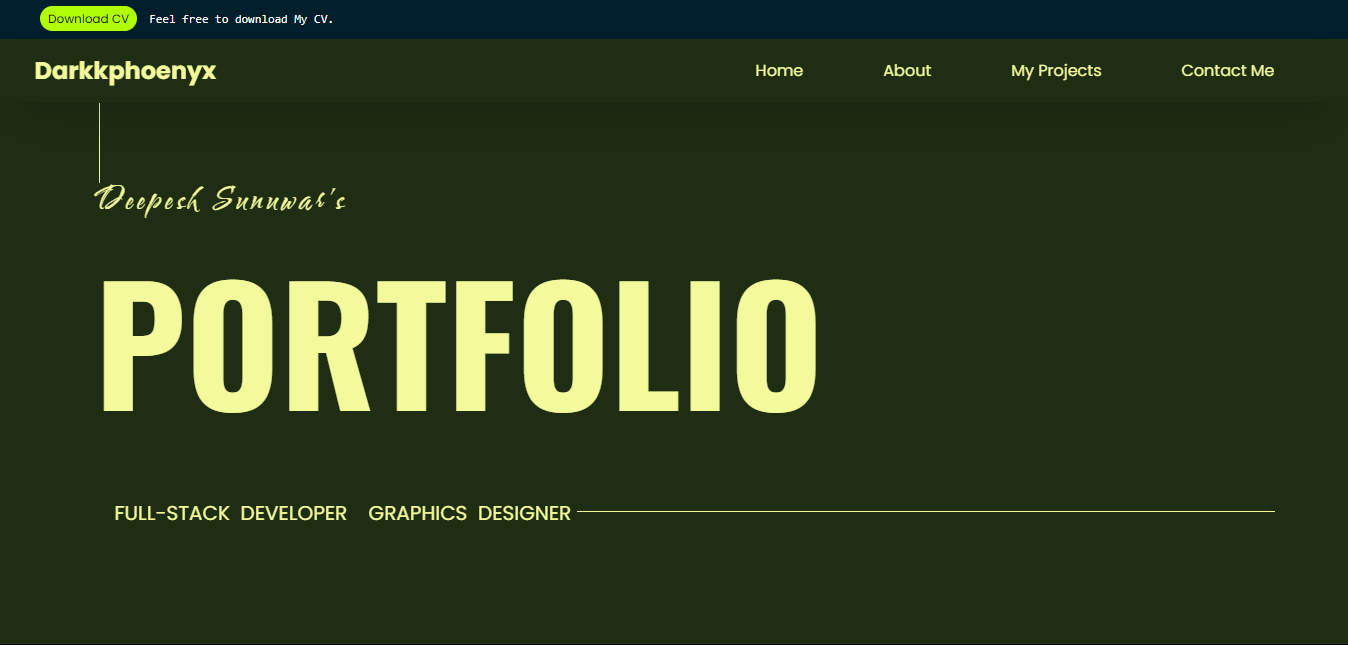 Download CV Feel free to download My CV.
Darkkphoenyx Home About My Projects Contact Me
Deepesh Sunuwar's
PORTFOLIO
FULL-STACK DEVELOPER GRAPHICS DESIGNER